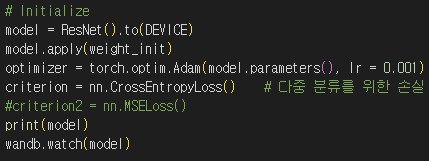 # Initialize
model = ResNet().to(DEVICE)
model.apply(weight_init)
optimizer = torch.optim.Adam(model.parameters(), lr = 0.001)
criterion = nn.CrossEntropyLoss()    # 다중 분류를 위한 손실
#criterion2 = nn.MSELoss()
print(model)
wandb.watch(model)